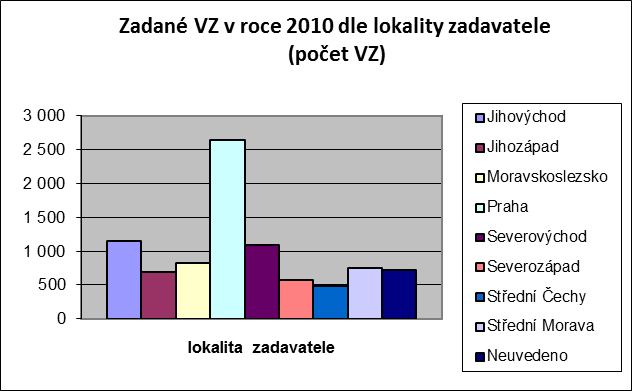 Zadané VZ v roce 2010 dle lokality zadavatele
(počet VZ)
3 000
2 500
2 000
1 500
1 000
500
0
lokalita zadavatele
Jihovýchod
Jihozápad
Moravskoslezsko
Praha
Severovýchod
Severozápad
Střední Čechy
Střední Morava
Neuvedeno